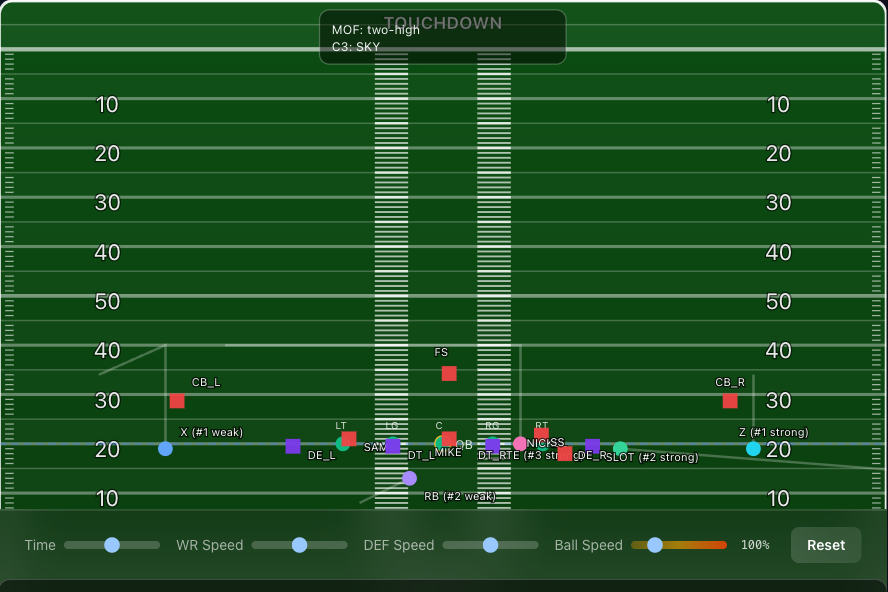 TOUCHDOWN
MOF: two-high
C3: SKY
10 10
20 20
30 30
40 40
50 50
40 40
FS
CB_L CB_R
30 30
LT LG C RG RT
X (#1 weak) Z (#1 strong)
20 SAM QB NICK SS 20
DE_L DT_L MIKE DT_R TE (#3 strong) DE_R SLOT (#2 strong)
RB (#2 weak)
10 10
Time WR Speed DEF Speed Ball Speed 100% Reset